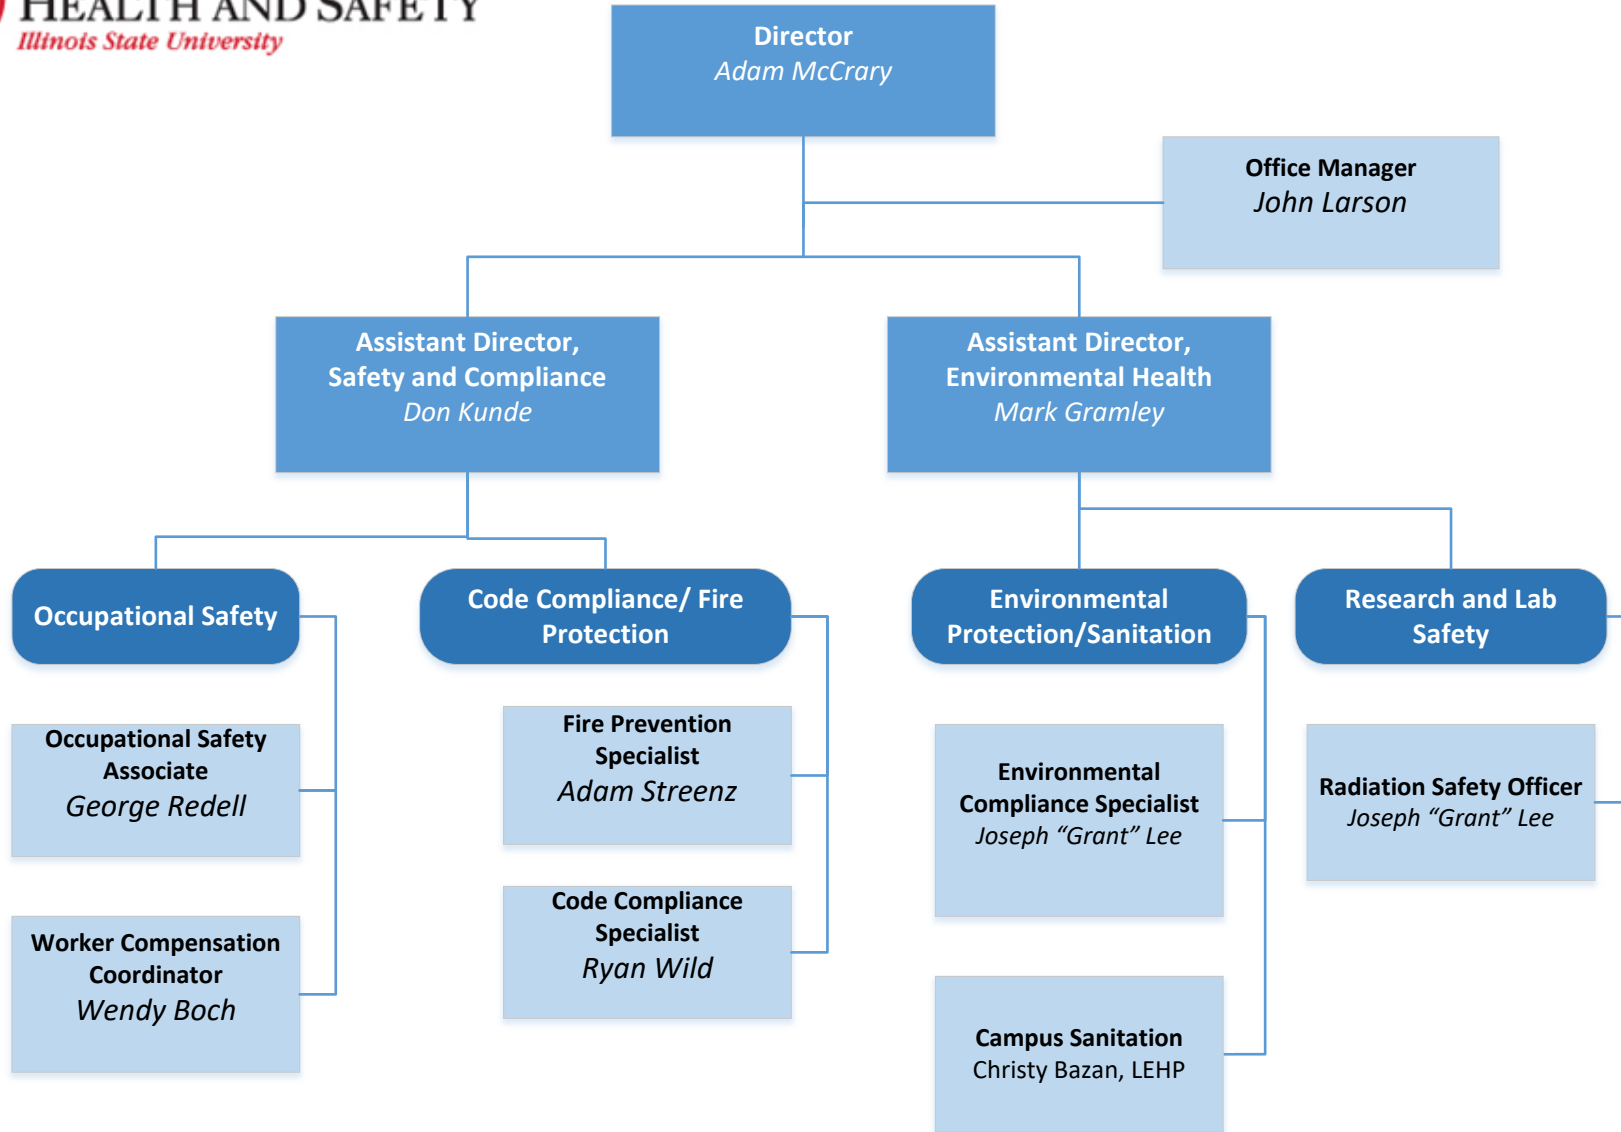 HEALTH AND SAFETY
Illinois State University
Director
Adam McCrary
Office Manager
John Larson
Assistant Director,
Safety and Compliance
Don Kunde
Assistant Director,
Environmental Health
Mark Gramley
Occupational Safety
Code Compliance/ Fire
Protection
Environmental
Protection/Sanitation
Research and Lab
Safety
Occupational Safety
Associate
George Redell
Fire Prevention
Specialist
Adam Streenz
Environmental
Compliance Specialist
Joseph “Grant” Lee
Radiation Safety Officer
Joseph “Grant” Lee
Worker Compensation
Coordinator
Wendy Boch
Code Compliance
Specialist
Ryan Wild
Campus Sanitation
Christy Bazan, LEHP